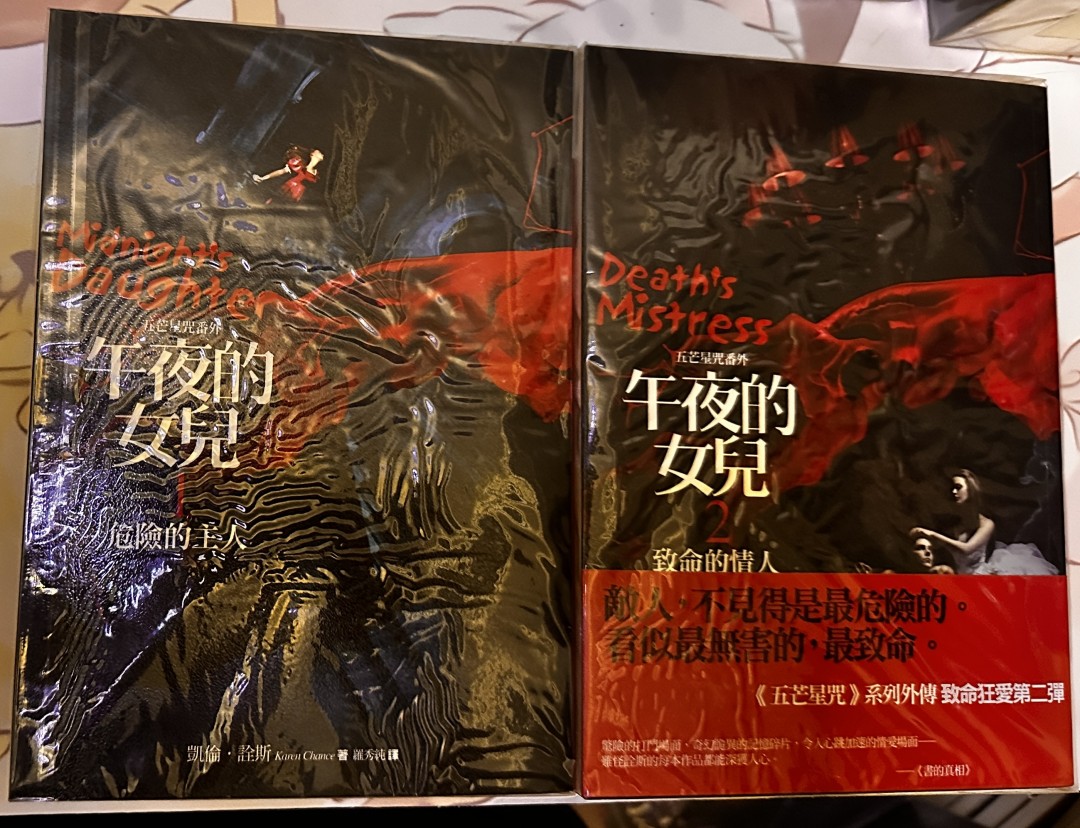 Midnight's
Daughter
五芒星咒番外
午夜的
女兒
1
危險的主人
凱倫・詮斯 Karen Chance 著 羅秀純 譯
Death's
Mistress
五芒星咒番外
午夜的
女兒
2
致命的情人
敵人，不見得是最危險的。
看似最無害的，最致命。
《五芒星咒》系列外傳 致命狂愛第二彈
驚險的打鬥場面、奇幻詭異的記憶碎片、令人心跳加速的情愛場面──
難怪詮斯的每本作品都能深獲人心。
──《書的真相》